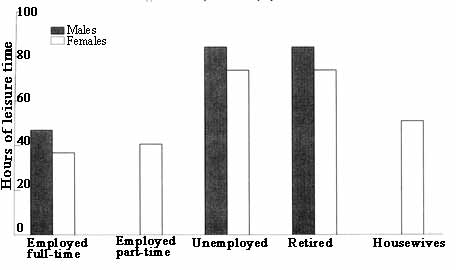 100
Males
Females
80
60
40
20
0
Hours of leisure time
Employed
full-time
Employed
part-time
Unemployed
Retired
Housewives